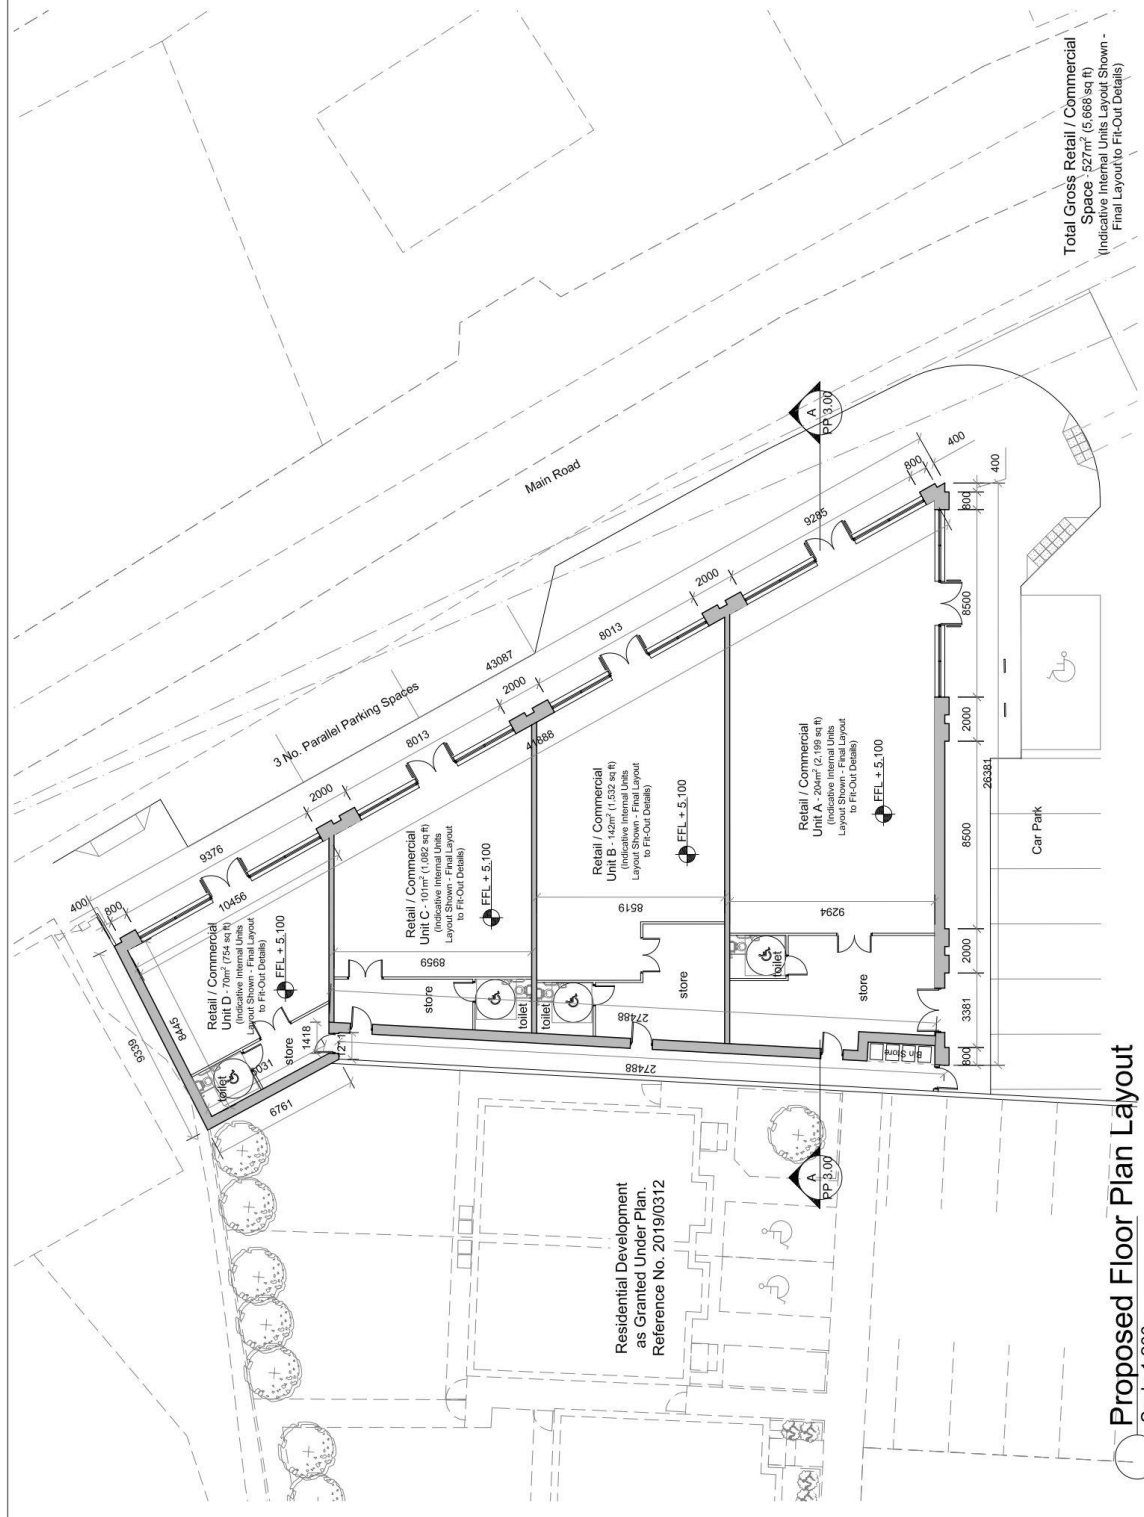 Total Gross Retail / Commercial
Space - 527m² (5,668 sq ft)
(Indicative Internal Units Layout Shown -
Final Layout to Fit-Out Details)
Main Road
3 No. Parallel Parking Spaces
43087
41888
400
800
9376
2000
8013
2000
8013
2000
9285
800
400
10456
9339
8445
6761
5031
1418
1211
Retail / Commercial
Unit D - 70m² (754 sq ft)
(Indicative Internal Units
Layout Shown - Final Layout
to Fit-Out Details)
FFL + 5.100
toilet
store
Retail / Commercial
Unit C - 101m² (1,082 sq ft)
(Indicative Internal Units
Layout Shown - Final Layout
to Fit-Out Details)
FFL + 5.100
8959
store
toilet
Retail / Commercial
Unit B - 142m² (1,532 sq ft)
(Indicative Internal Units
Layout Shown - Final Layout
to Fit-Out Details)
FFL + 5.100
8519
toilet
store
Retail / Commercial
Unit A - 204m² (2,199 sq ft)
(Indicative Internal Units
Layout Shown - Final Layout
to Fit-Out Details)
FFL + 5.100
9294
toilet
store
Bin Store
27488
27488
A
PP 3.00
A
PP 3.00
400
800
8500
2000
8500
2000
3381
800
26381
Car Park
Residential Development
as Granted Under Plan.
Reference No. 2019/0312
Proposed Floor Plan Layout